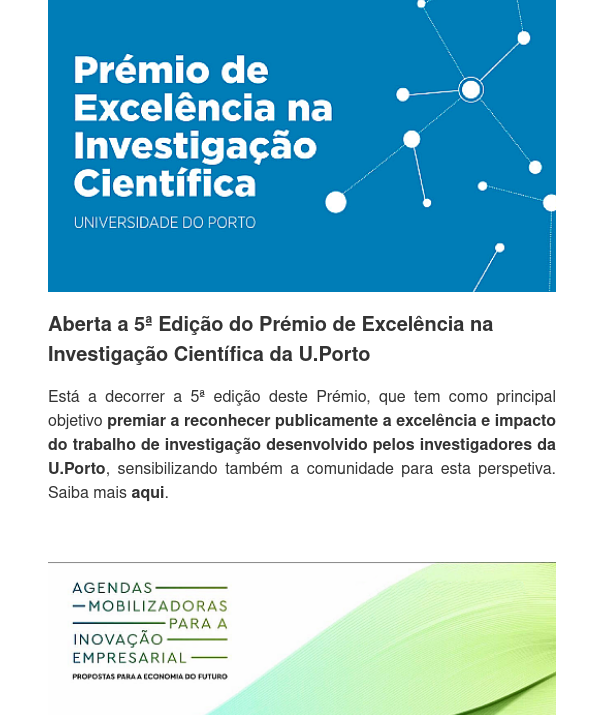 Prémio de
Excelência na
Investigação
Científica
UNIVERSIDADE DO PORTO
Aberta a 5ª Edição do Prémio de Excelência na
Investigação Científica da U.Porto
Está a decorrer a 5ª edição deste Prémio, que tem como principal
objetivo premiar a reconhecer publicamente a excelência e impacto
do trabalho de investigação desenvolvido pelos investigadores da
U.Porto, sensibilizando também a comunidade para esta perspetiva.
Saiba mais aqui.
AGENDAS
MOBILIZADORAS
PARA A
INOVAÇÃO
EMPRESARIAL
PROPOSTAS PARA A ECONOMIA DO FUTURO